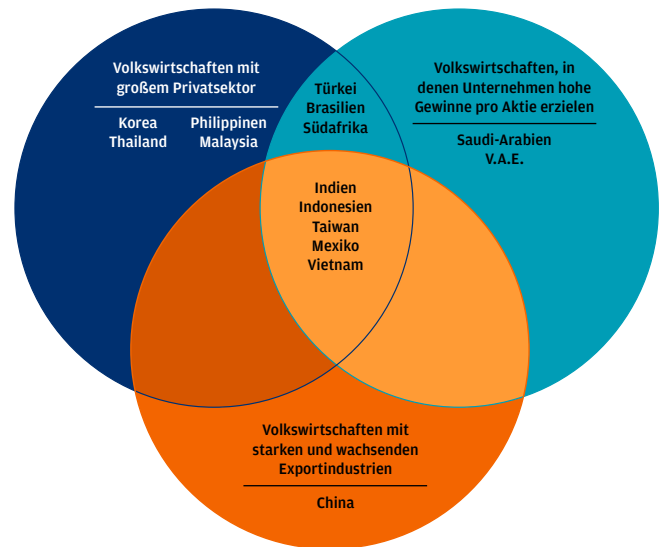 Volkswirtschaften mit
großem Privatsektor
Korea
Thailand
Philippinen
Malaysia
Türkei
Brasilien
Südafrika
Volkswirtschaften, in
denen Unternehmen hohe
Gewinne pro Aktie erzielen
Saudi-Arabien
V.A.E.
Indien
Indonesien
Taiwan
Mexiko
Vietnam
Volkswirtschaften mit
starken und wachsenden
Exportindustrien
China